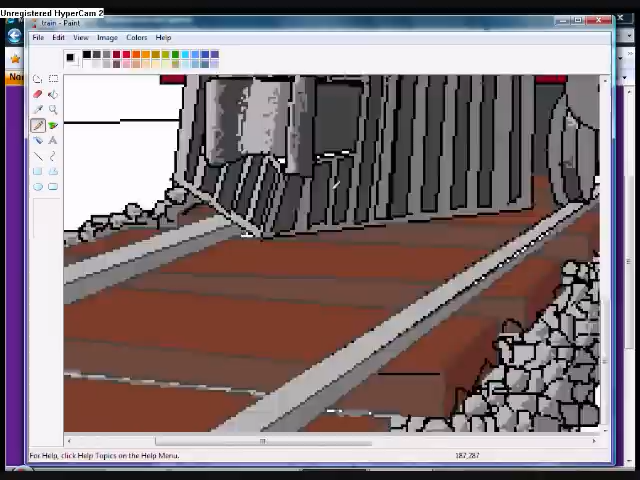 Unregistered HyperCam 2
train - Paint
File Edit View Image Colors Help
For Help, click Help Topics on the Help Menu.
187,287